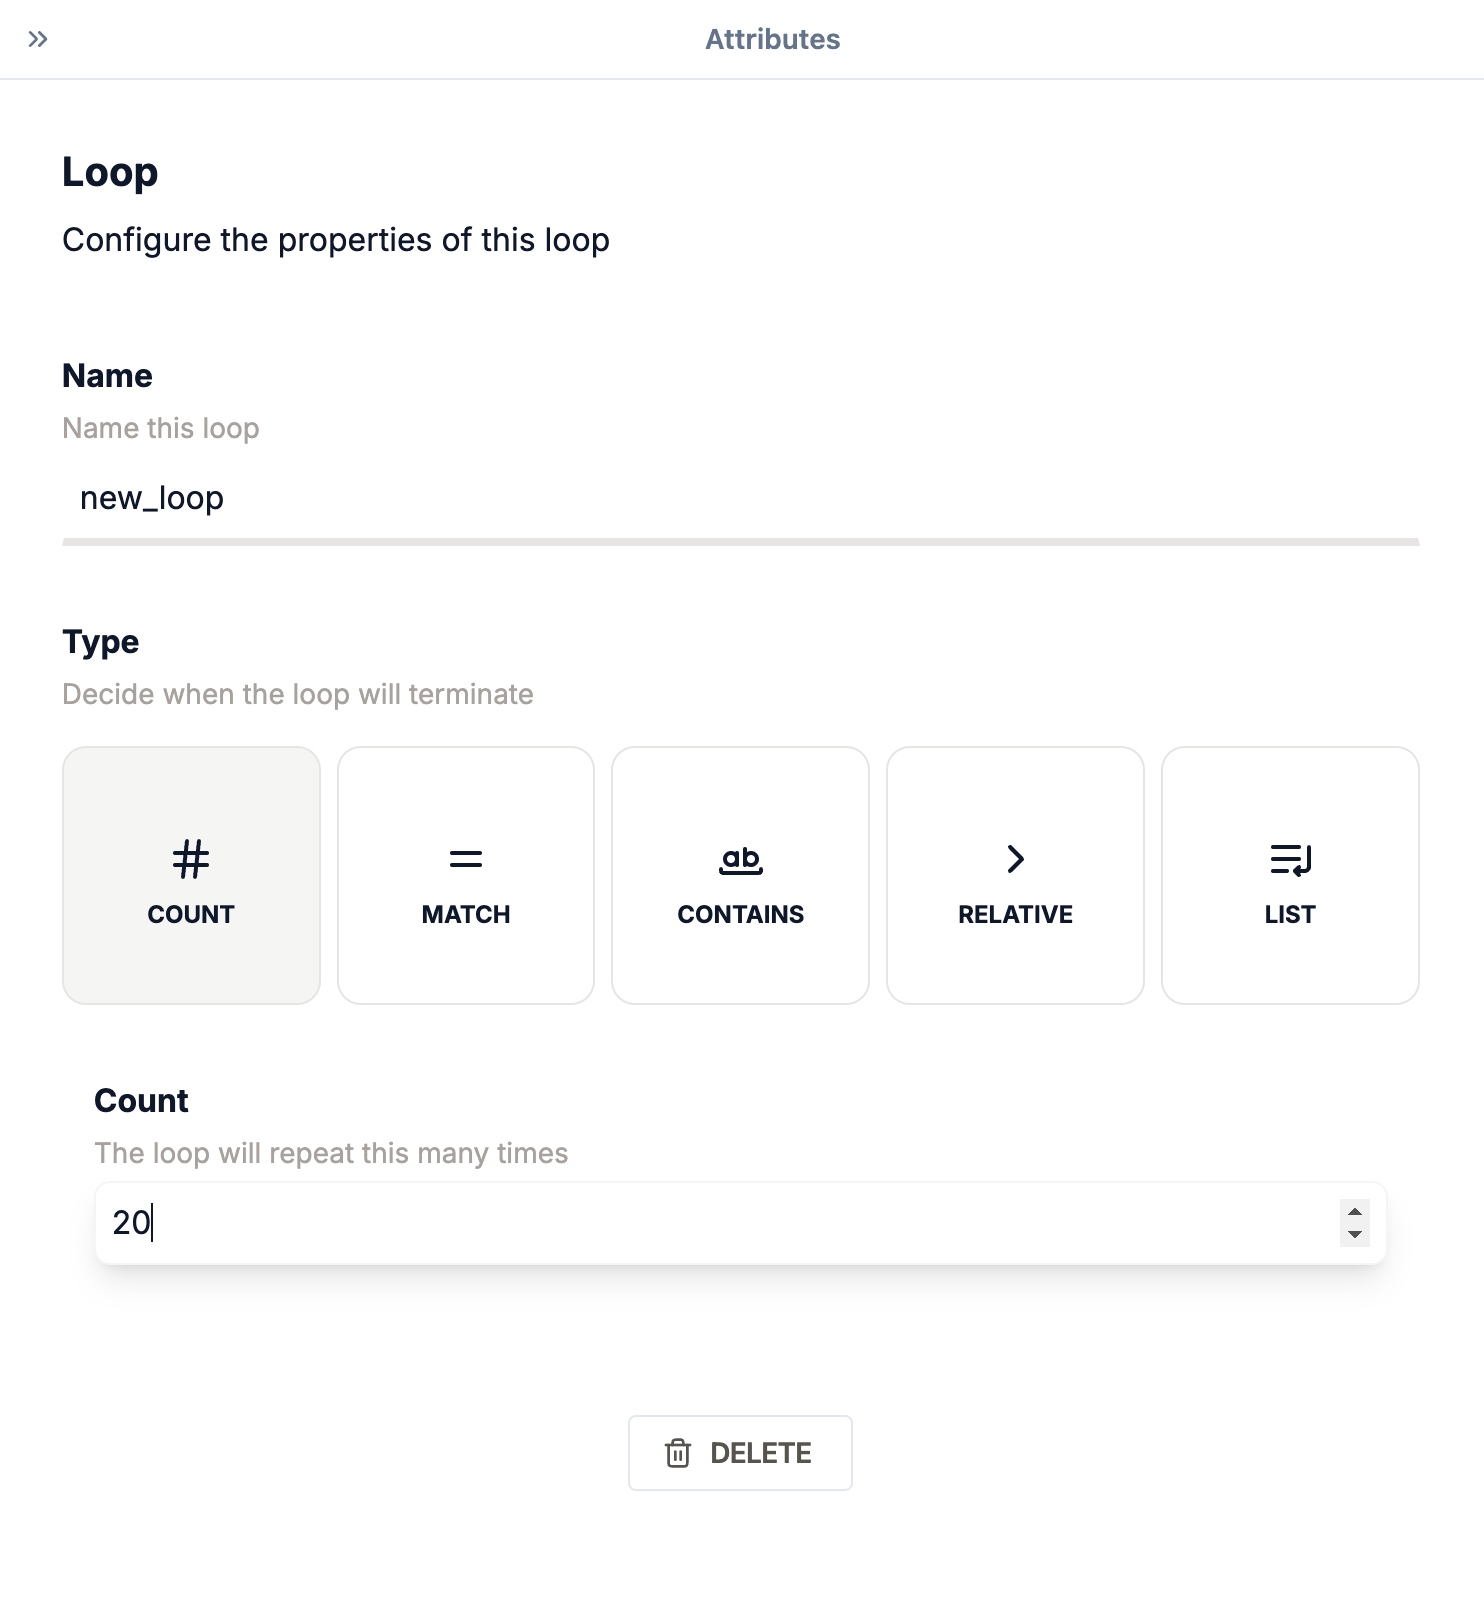 Attributes
Loop
Configure the properties of this loop
Name
Name this loop
new_loop
Type
Decide when the loop will terminate
COUNT
MATCH
ab
CONTAINS
RELATIVE
LIST
Count
The loop will repeat this many times
20
DELETE